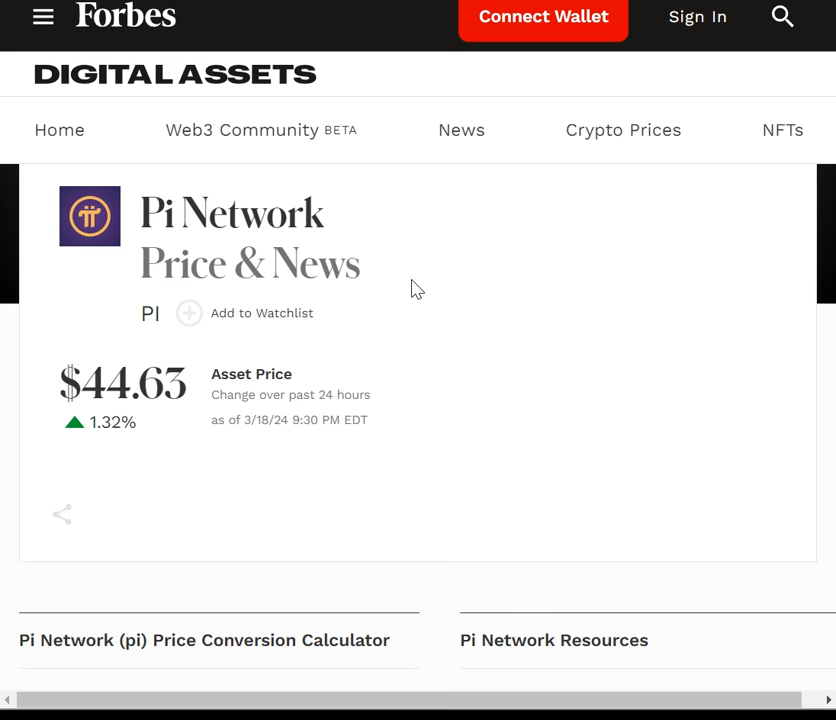 Forbes
Connect Wallet
Sign In
DIGITAL ASSETS
Home
Web3 Community BETA
News
Crypto Prices
NFTs
Pi Network
Price & News
PI
Add to Watchlist
$44.63
1.32%
Asset Price
Change over past 24 hours
as of 3/18/24 9:30 PM EDT
Pi Network (pi) Price Conversion Calculator
Pi Network Resources